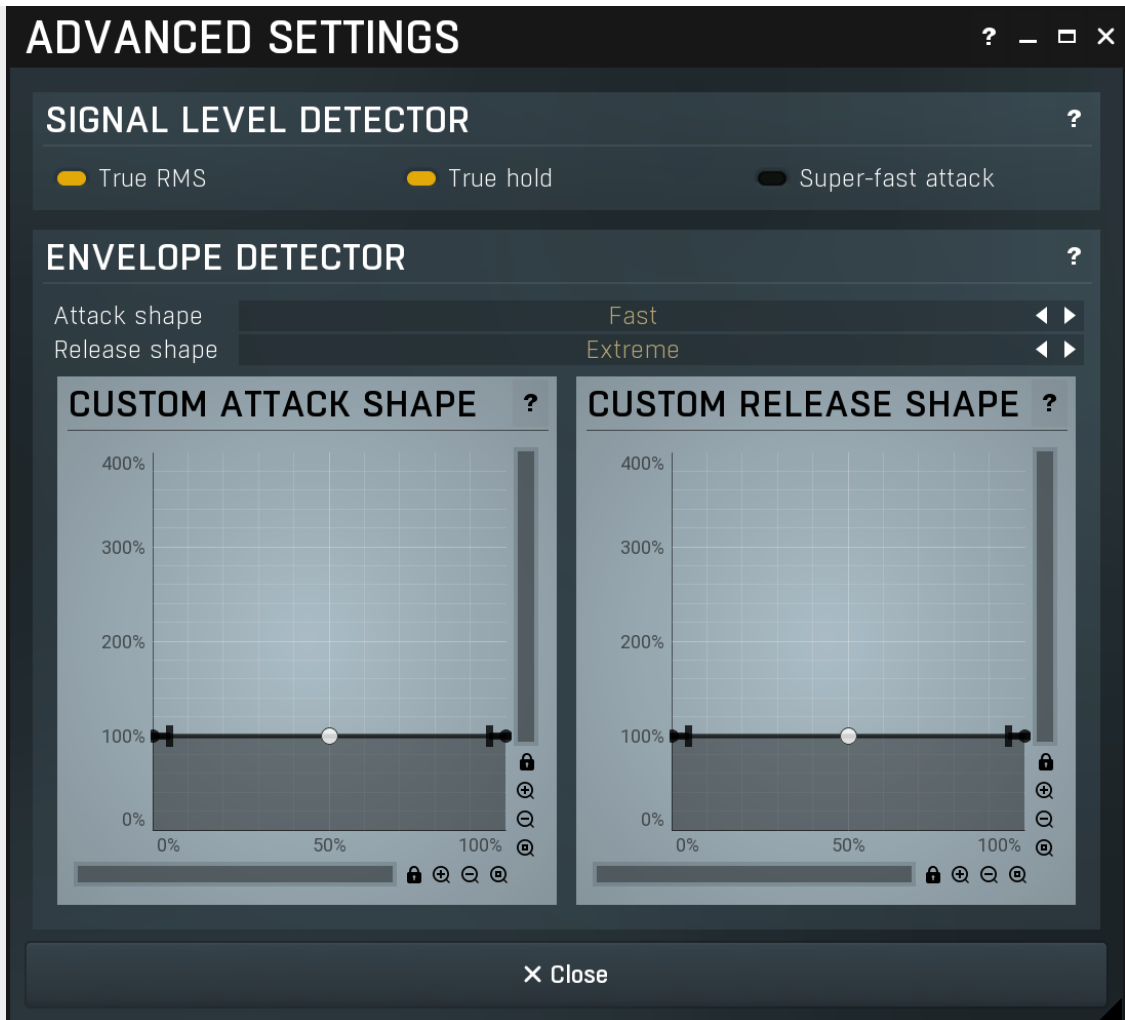 ADVANCED SETTINGS ?
SIGNAL LEVEL DETECTOR ?
True RMS True hold Super-fast attack
ENVELOPE DETECTOR ?
Attack shape Fast
Release shape Extreme
CUSTOM ATTACK SHAPE ?
400%
300%
200%
100%
0%
0% 50% 100%
CUSTOM RELEASE SHAPE ?
400%
300%
200%
100%
0%
0% 50% 100%
Close